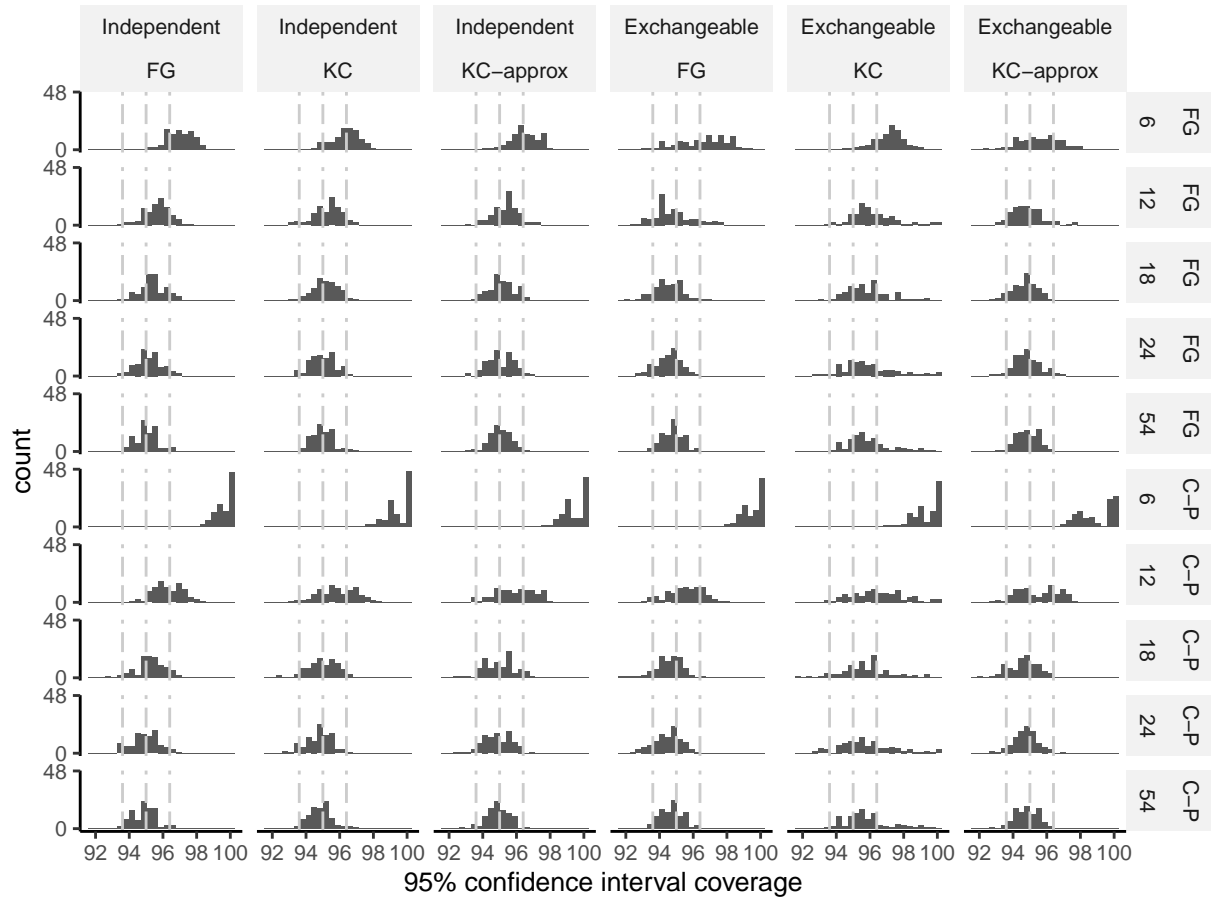 Independent Independent Independent Exchangeable Exchangeable Exchangeable
FG KC KC−approx FG KC KC−approx
48
0
6 FG
48
0
12 FG
48
0
18 FG
48
0
24 FG
48
0
54 FG
48
0
6 C−P
48
0
12 C−P
48
0
18 C−P
48
0
24 C−P
48
0
54 C−P
count
92 94 96 98 100 92 94 96 98 100 92 94 96 98 100 92 94 96 98 100 92 94 96 98 100 92 94 96 98 100
95% confidence interval coverage